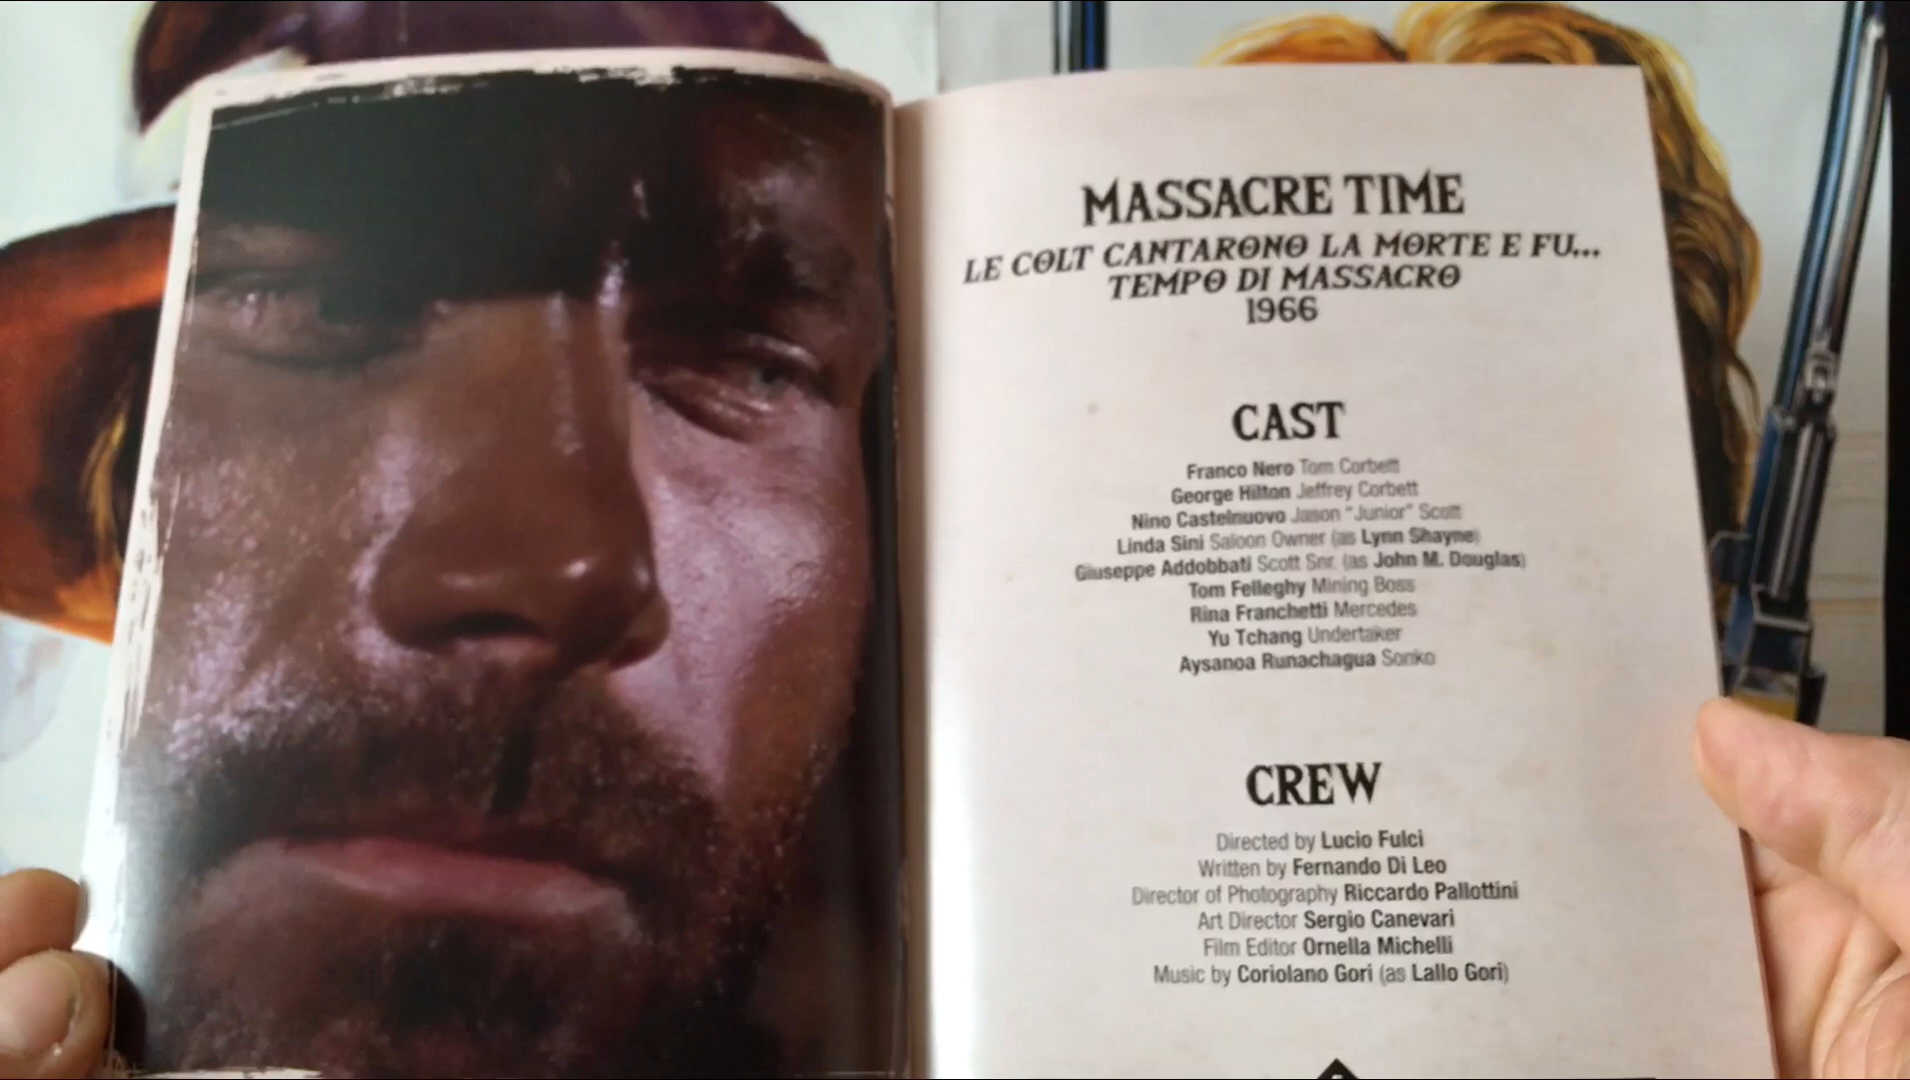 MASSACRE TIME
LE COLT CANTARONO LA MORTE E FU...
TEMPO DI MASSACRO
1966
CAST
Franco Nero Tom Corbett
George Hilton Jeffrey Corbett
Nino Castelnuovo Jason "Junior" Scott
Linda Sini Saloon Owner (as Lynn Shayne)
Giuseppe Addobbati Scott Snr. (as John M. Douglas)
Tom Felleghy Mining Boss
Rina Franchetti Mercedes
Yu Tchang Undertaker
Aysanoa Runachagua Sonko
CREW
Directed by Lucio Fulci
Written by Fernando Di Leo
Director of Photography Riccardo Pallottini
Art Director Sergio Canevari
Film Editor Ornella Michelli
Music by Coriolano Gori (as Lallo Gori)